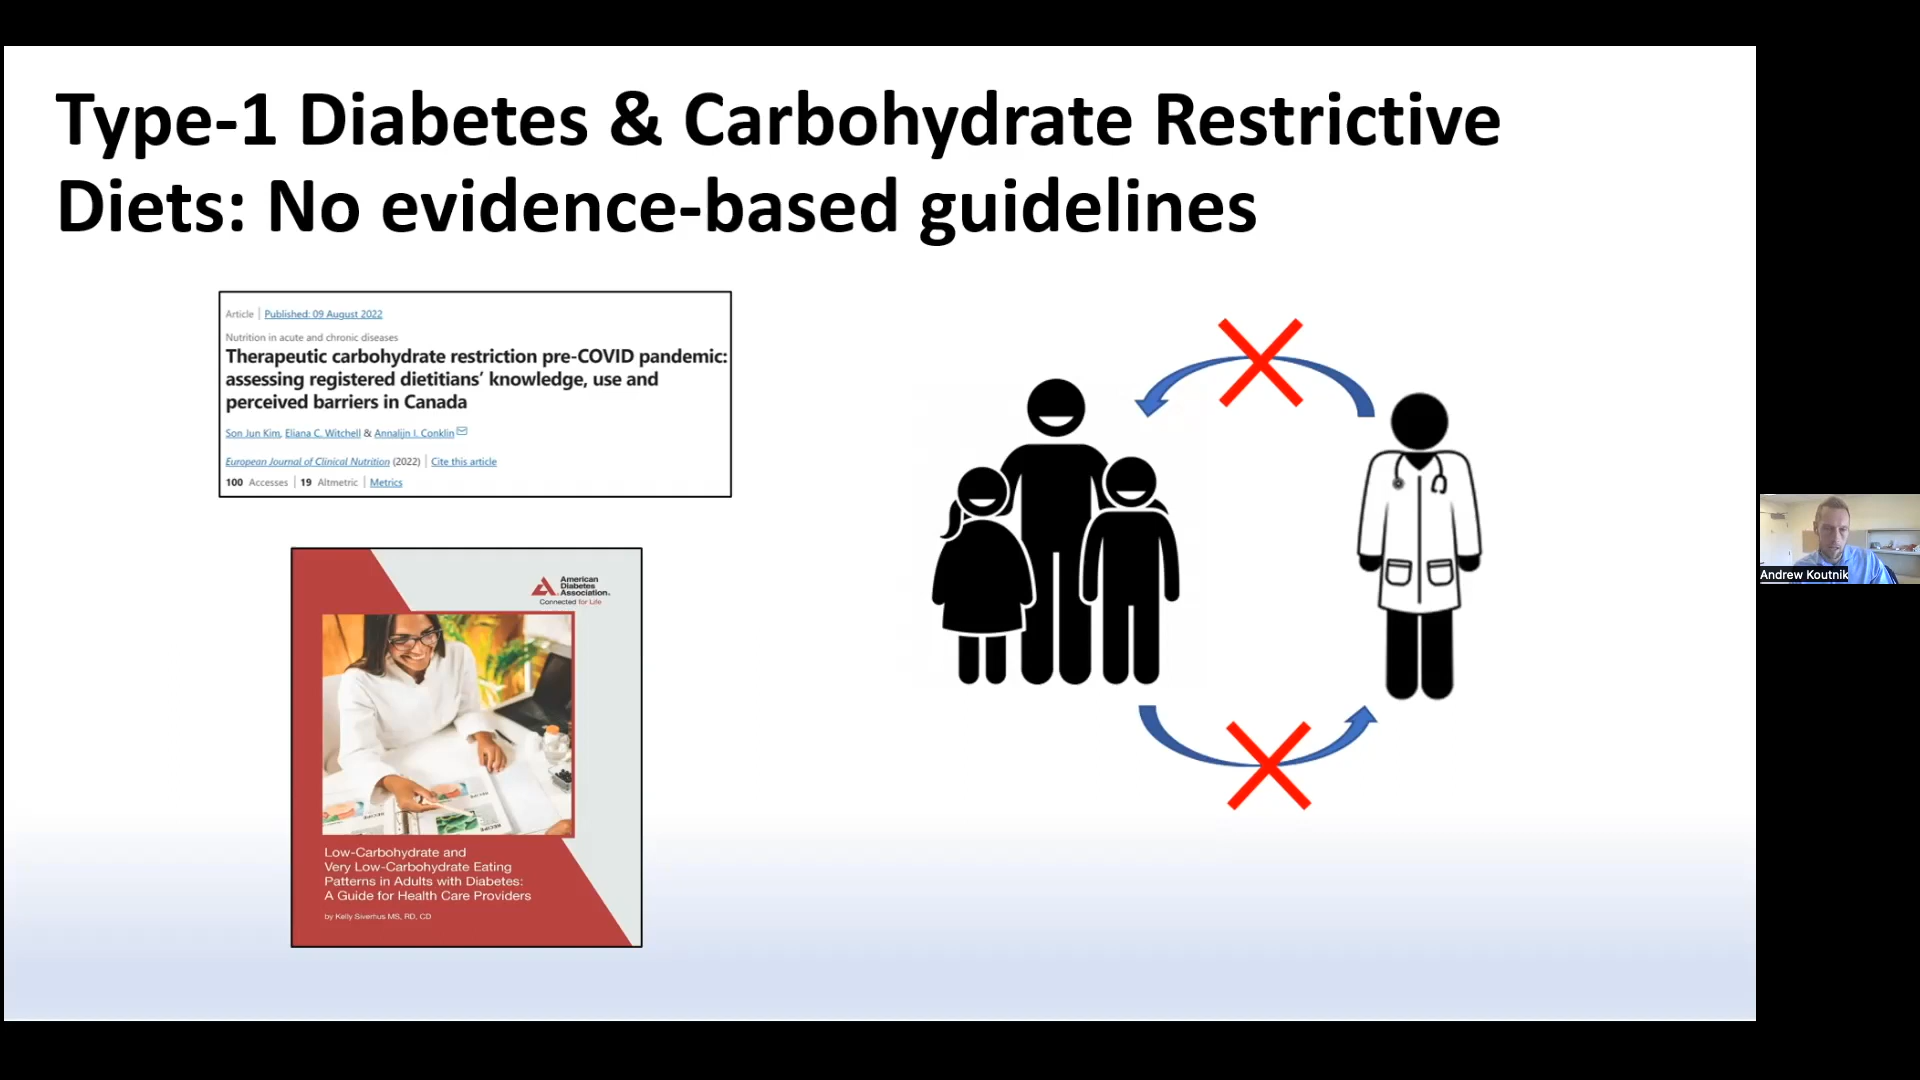 Type-1 Diabetes & Carbohydrate Restrictive
Diets: No evidence-based guidelines
Article | Published: 09 August 2022
Nutrition in acute and chronic diseases
Therapeutic carbohydrate restriction pre-COVID pandemic:
assessing registered dietitians’ knowledge, use and
perceived barriers in Canada
Son Jun Kim, Eliana C. Witchell & Annalijn I. Conklin
European Journal of Clinical Nutrition (2022) | Cite this article
100 Accesses | 19 Altmetric | Metrics
American
Diabetes
Association.
Connected for Life
Low-Carbohydrate and
Very Low-Carbohydrate Eating
Patterns in Adults with Diabetes:
A Guide for Health Care Providers
by Kelly MS, RD, CD
Andrew Koutnik